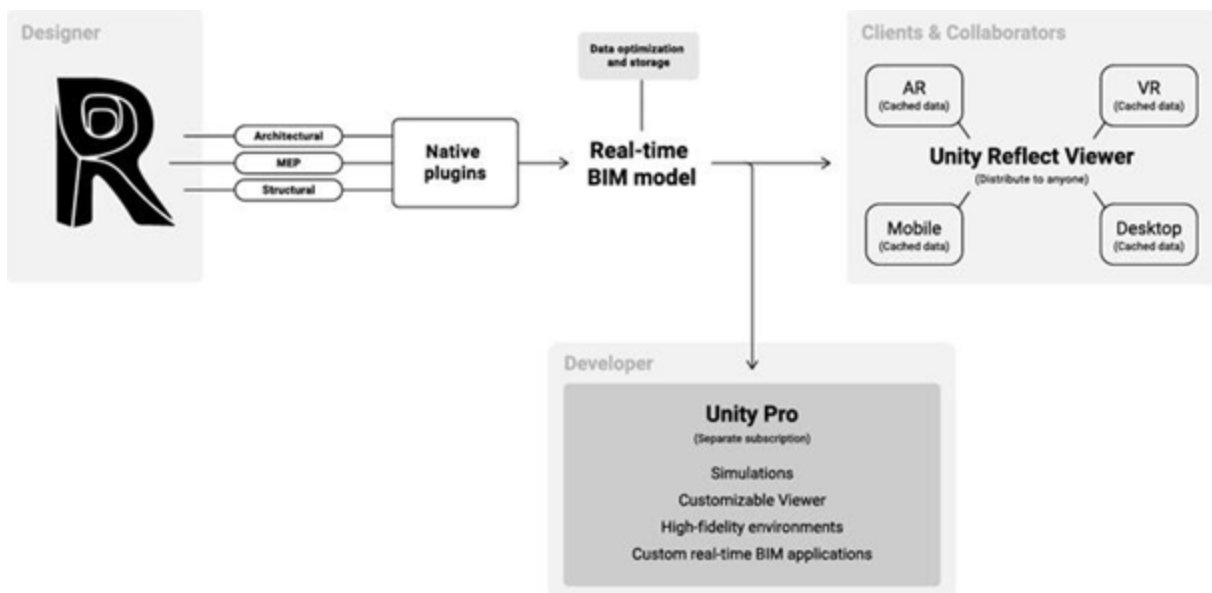 Designer
Architectural
MEP
Structural
Native
plugins
Data optimization
and storage
Real-time
BIM model
Clients & Collaborators
AR
(Cached data)
VR
(Cached data)
Unity Reflect Viewer
(Distribute to anyone)
Mobile
(Cached data)
Desktop
(Cached data)
Developer
Unity Pro
(Separate subscription)
Simulations
Customizable Viewer
High-fidelity environments
Custom real-time BIM applications